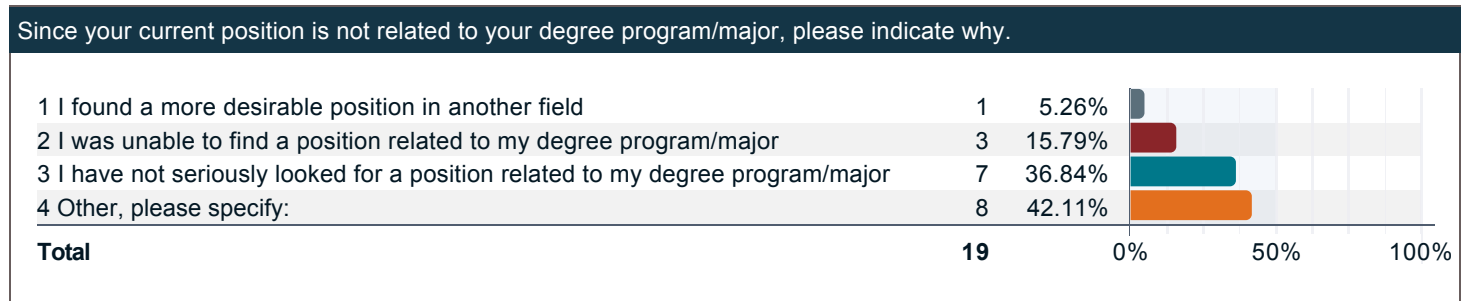 Since your current position is not related to your degree program/major, please indicate why.
1 I found a more desirable position in another field 1 5.26%
2 I was unable to find a position related to my degree program/major 3 15.79%
3 I have not seriously looked for a position related to my degree program/major 7 36.84%
4 Other, please specify: 8 42.11%
Total 19 0% 50% 100%